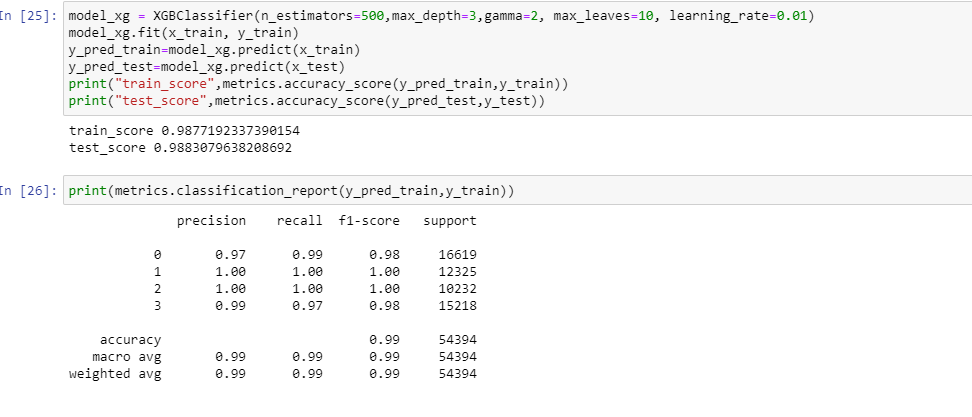 In [25]: model_xg = XGBClassifier(n_estimators=500,max_depth=3,gamma=2, max_leaves=10, learning_rate=0.01)
model_xg.fit(x_train, y_train)
y_pred_train=model_xg.predict(x_train)
y_pred_test=model_xg.predict(x_test)
print("train_score",metrics.accuracy_score(y_pred_train,y_train))
print("test_score",metrics.accuracy_score(y_pred_test,y_test))
train_score 0.9877192337390154
test_score 0.9883079638208692
In [26]: print(metrics.classification_report(y_pred_train,y_train))
precision recall f1-score support
0 0.97 0.99 0.98 16619
1 1.00 1.00 1.00 12325
2 1.00 1.00 1.00 10232
3 0.99 0.97 0.98 15218
accuracy 0.99 54394
macro avg 0.99 0.99 0.99 54394
weighted avg 0.99 0.99 0.99 54394